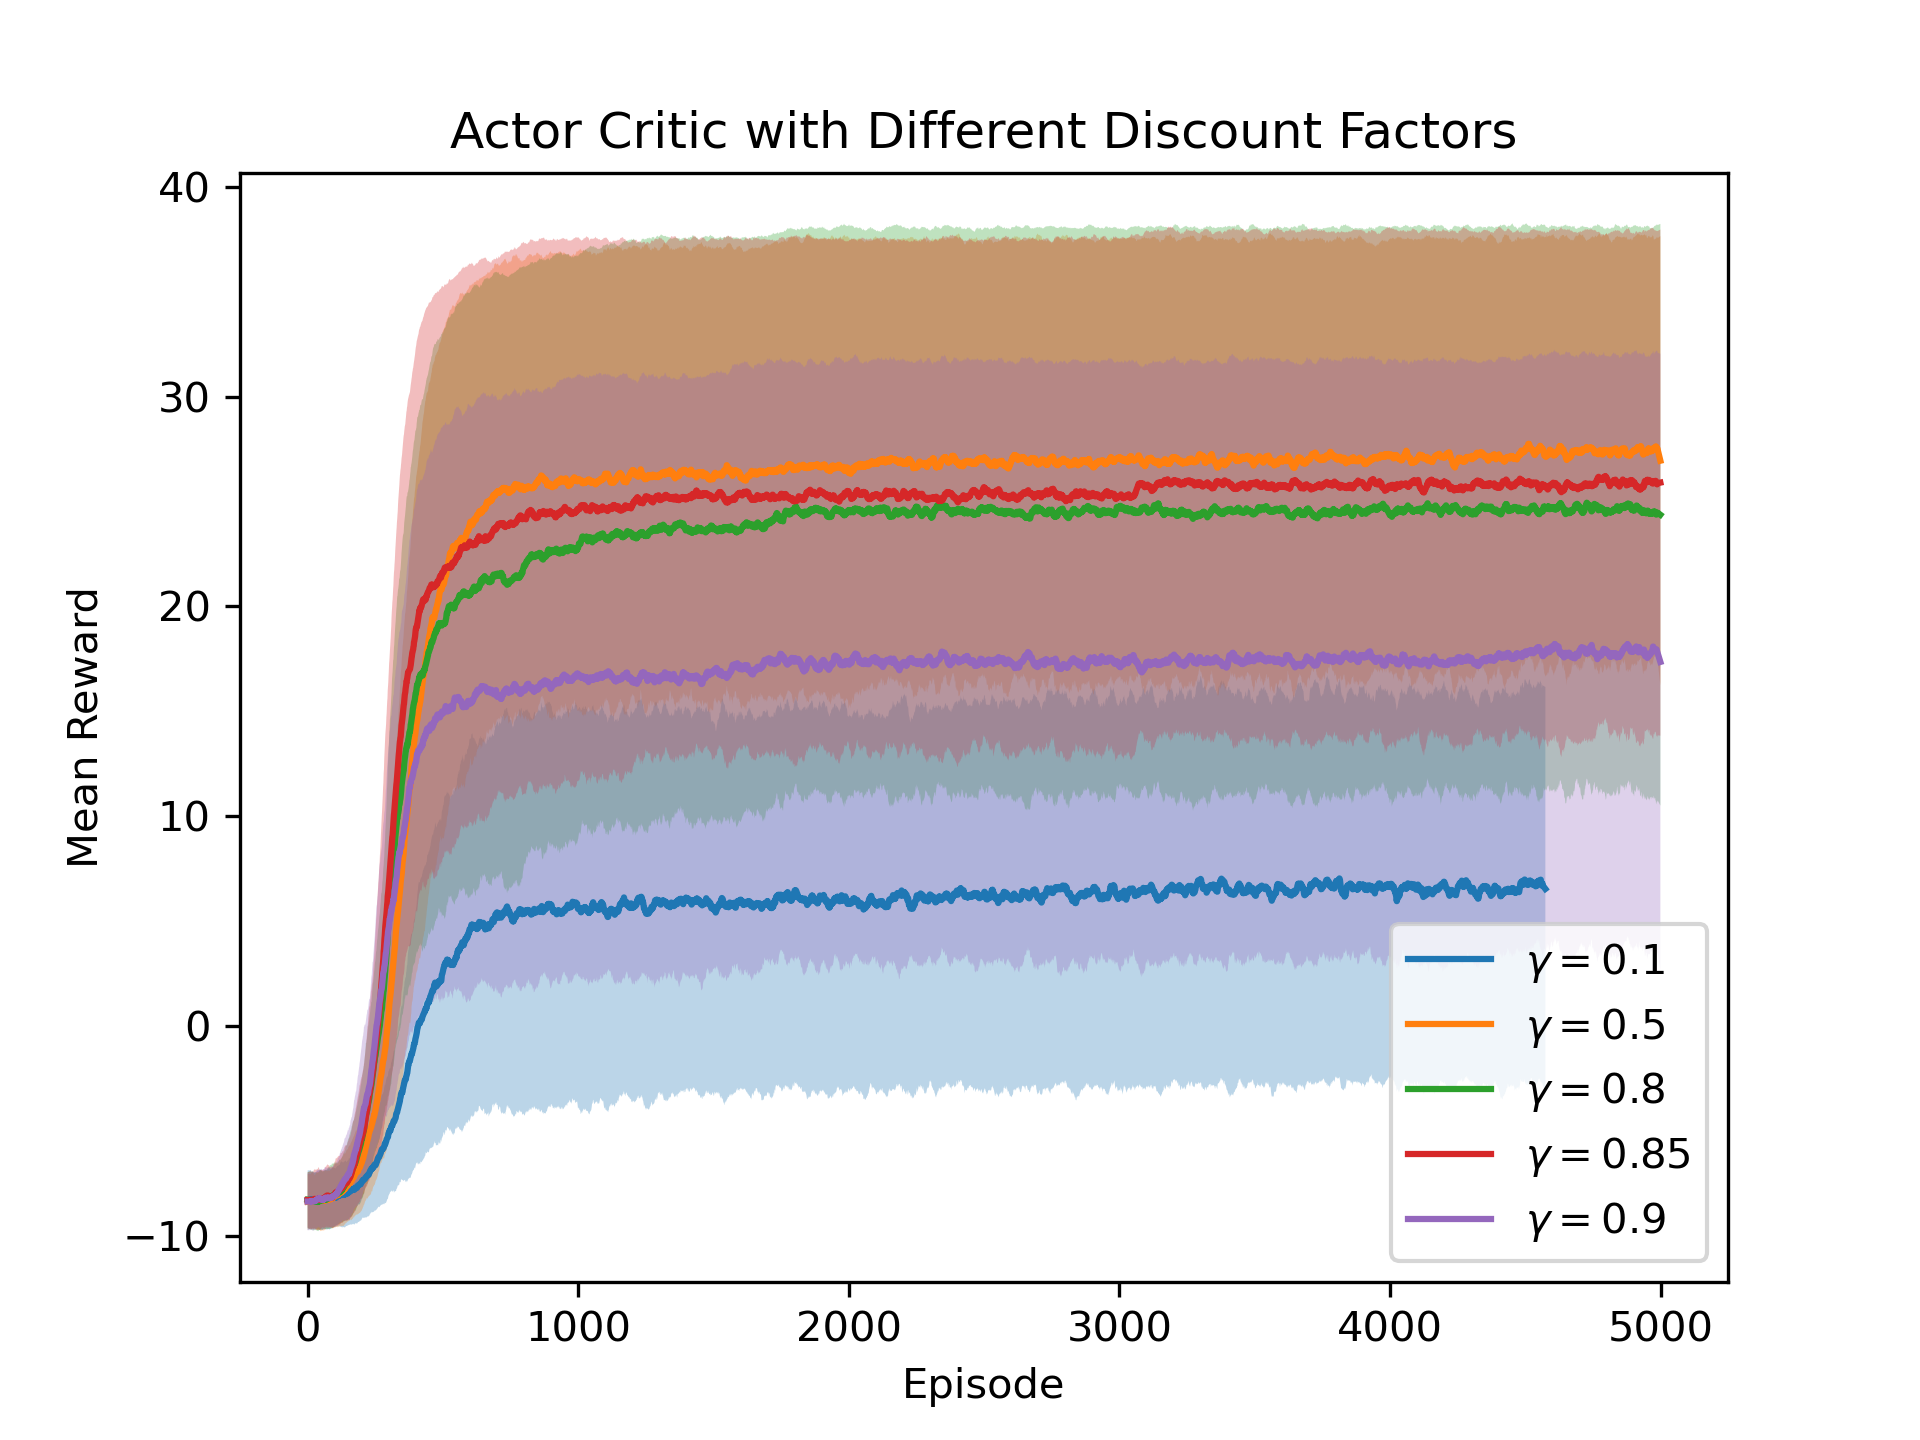 Actor Critic with Different Discount Factors
40
30
20
10
0
−10
Mean Reward
0 1000 2000 3000 4000 5000
Episode
γ = 0.1
γ = 0.5
γ = 0.8
γ = 0.85
γ = 0.9